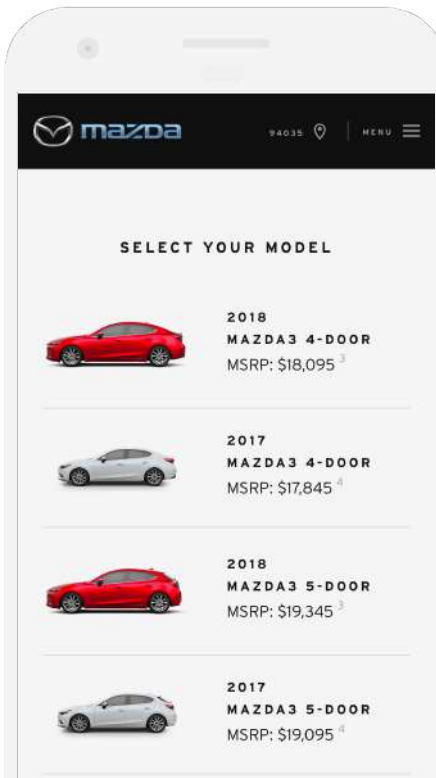 mazda
94035
MENU
SELECT YOUR MODEL
2018
MAZDA3 4-DOOR
MSRP: $18,095 3
2017
MAZDA3 4-DOOR
MSRP: $17,845 4
2018
MAZDA3 5-DOOR
MSRP: $19,345 3
2017
MAZDA3 5-DOOR
MSRP: $19,095 4